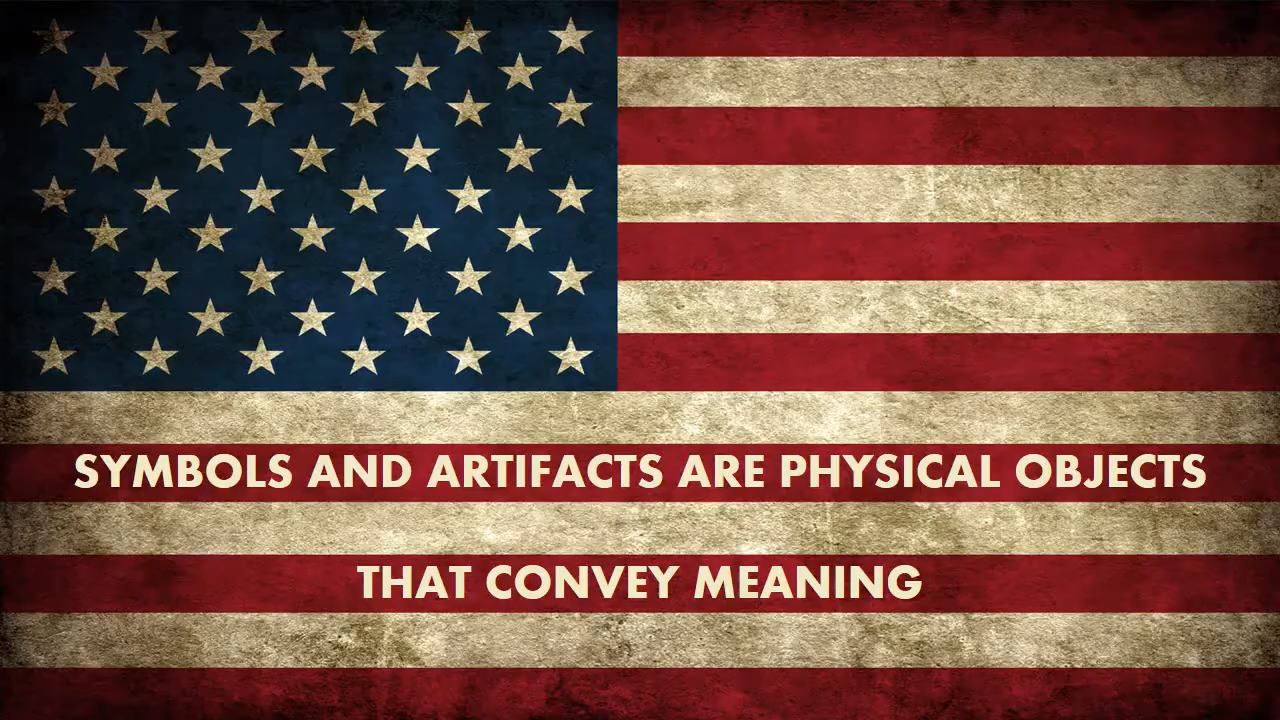 SYMBOLS AND ARTIFACTS ARE PHYSICAL OBJECTS
THAT CONVEY MEANING